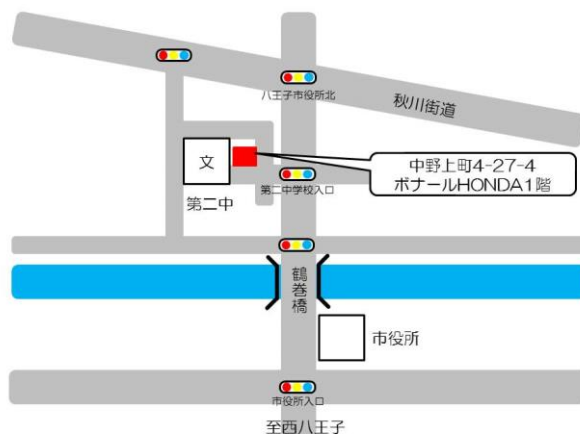 八王子市役所北
秋川街道
文
中野上町4-27-4
ボナールHONDA1階
第二中学校入口
第二中
鶴巻橋
市役所
市役所入口
至西八王子